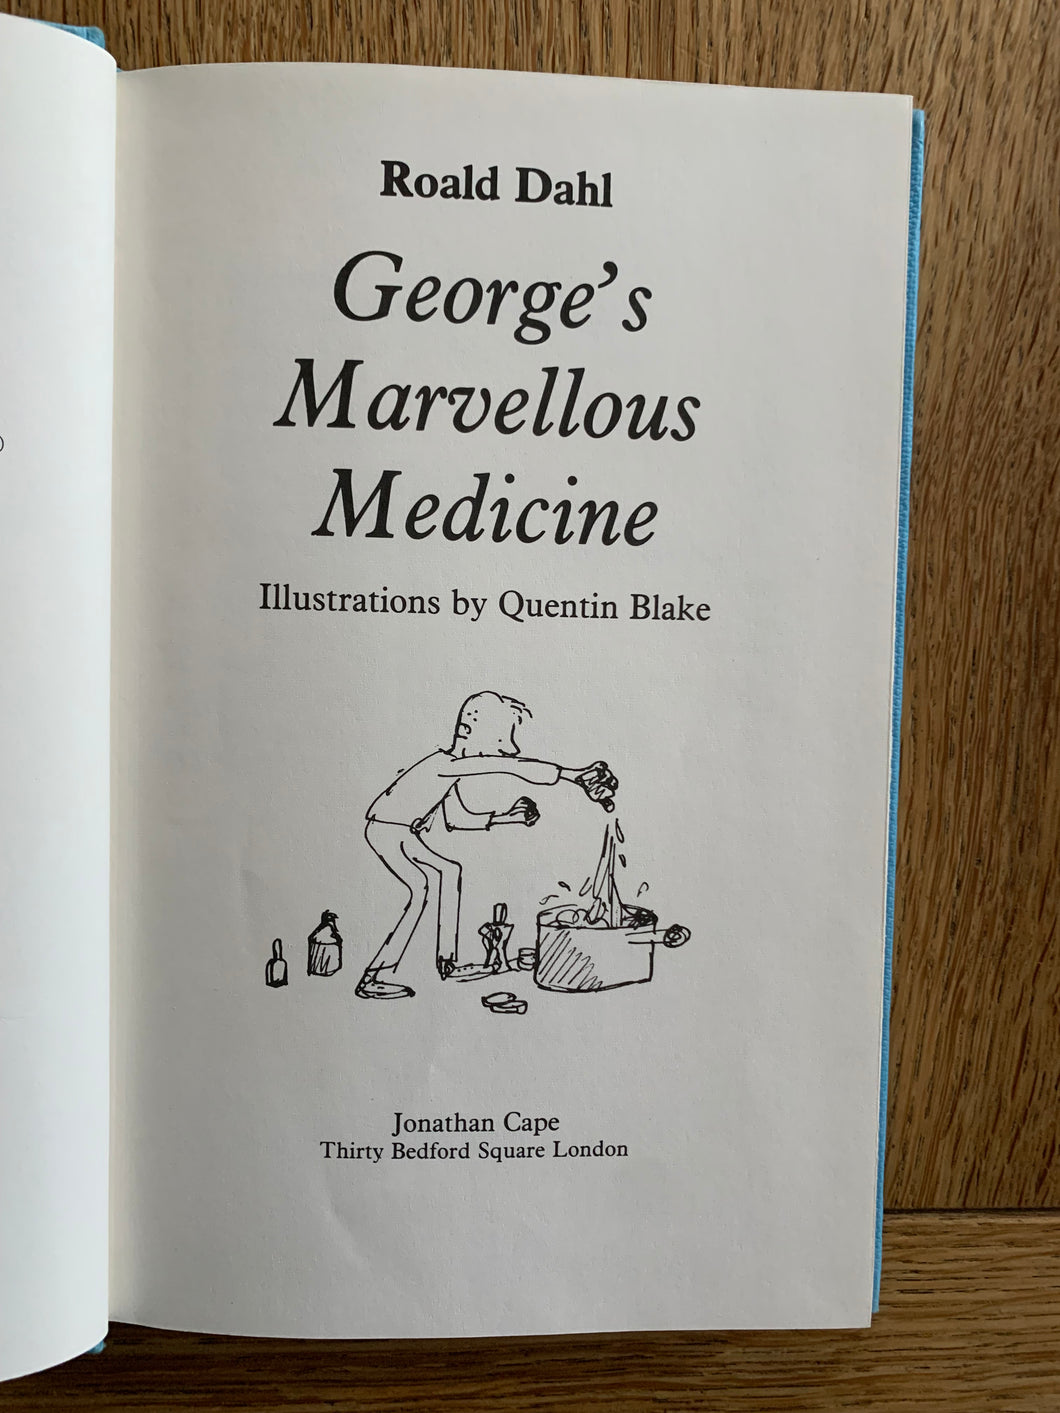 Roald Dahl
George's
Marvellous
Medicine
Illustrations by Quentin Blake
Jonathan Cape
Thirty Bedford Square London